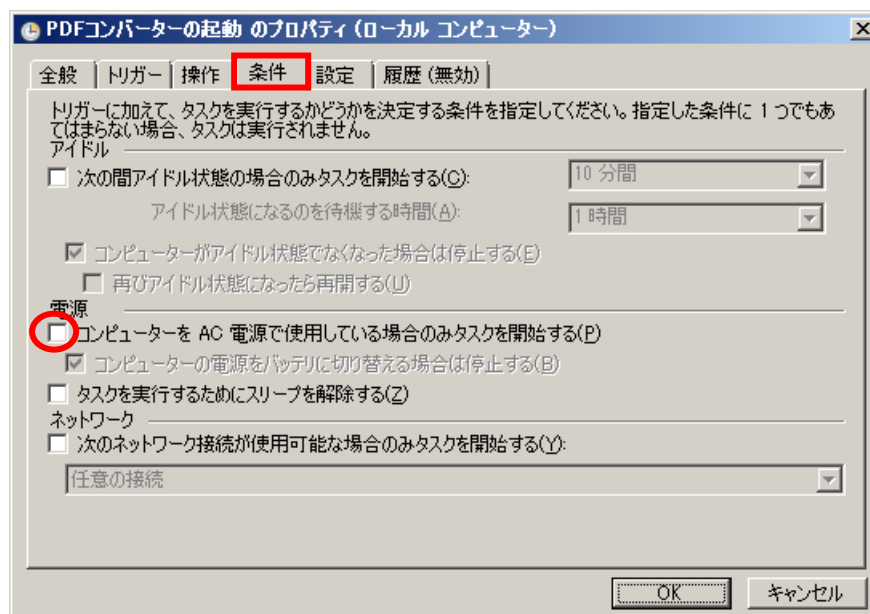 PDFコンバーターの起動 のプロパティ (ローカル コンピューター)
全般 トリガー 操作 条件 設定 履歴 (無効)
トリガーに加えて、タスクを実行するかどうかを決定する条件を指定してください。指定した条件に 1 つでもあ
てはまらない場合、タスクは実行されません。
アイドル
次の間アイドル状態の場合のみタスクを開始する(C): 10 分間
アイドル状態になるのを待機する時間(A): 1 時間
コンピューターがアイドル状態でなくなった場合は停止する(E)
再びアイドル状態になったら再開する(U)
電源
コンピューターを AC 電源で使用している場合のみタスクを開始する(P)
コンピューターの電源をバッテリに切り替える場合は停止する(B)
タスクを実行するためにスリープを解除する(Z)
ネットワーク
次のネットワーク接続が使用可能な場合のみタスクを開始する(Y):
任意の接続
OK キャンセル